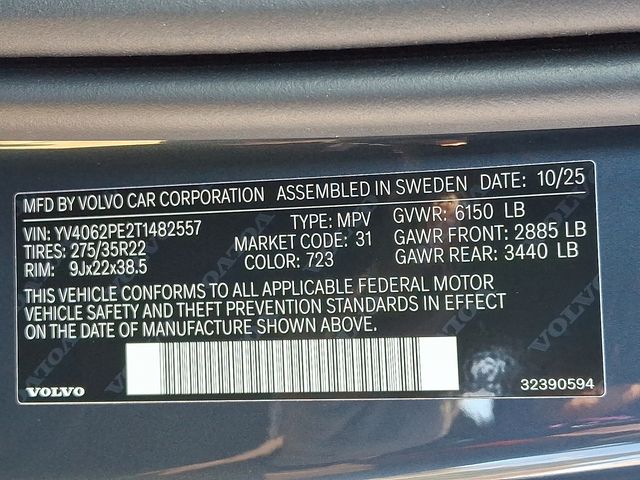 MFD BY VOLVO CAR CORPORATION ASSEMBLED IN SWEDEN DATE: 10/25
VIN: YV4062PE2T1482557 TYPE: MPV GVWR: 6150 LB
TIRES: 275/35R22 MARKET CODE: 31 GAWR FRONT: 2885 LB
RIM: 9Jx22x38.5 COLOR: 723 GAWR REAR: 3440 LB
THIS VEHICLE CONFORMS TO ALL APPLICABLE FEDERAL MOTOR
VEHICLE SAFETY AND THEFT PREVENTION STANDARDS IN EFFECT
ON THE DATE OF MANUFACTURE SHOWN ABOVE.
VOLVO 32390594